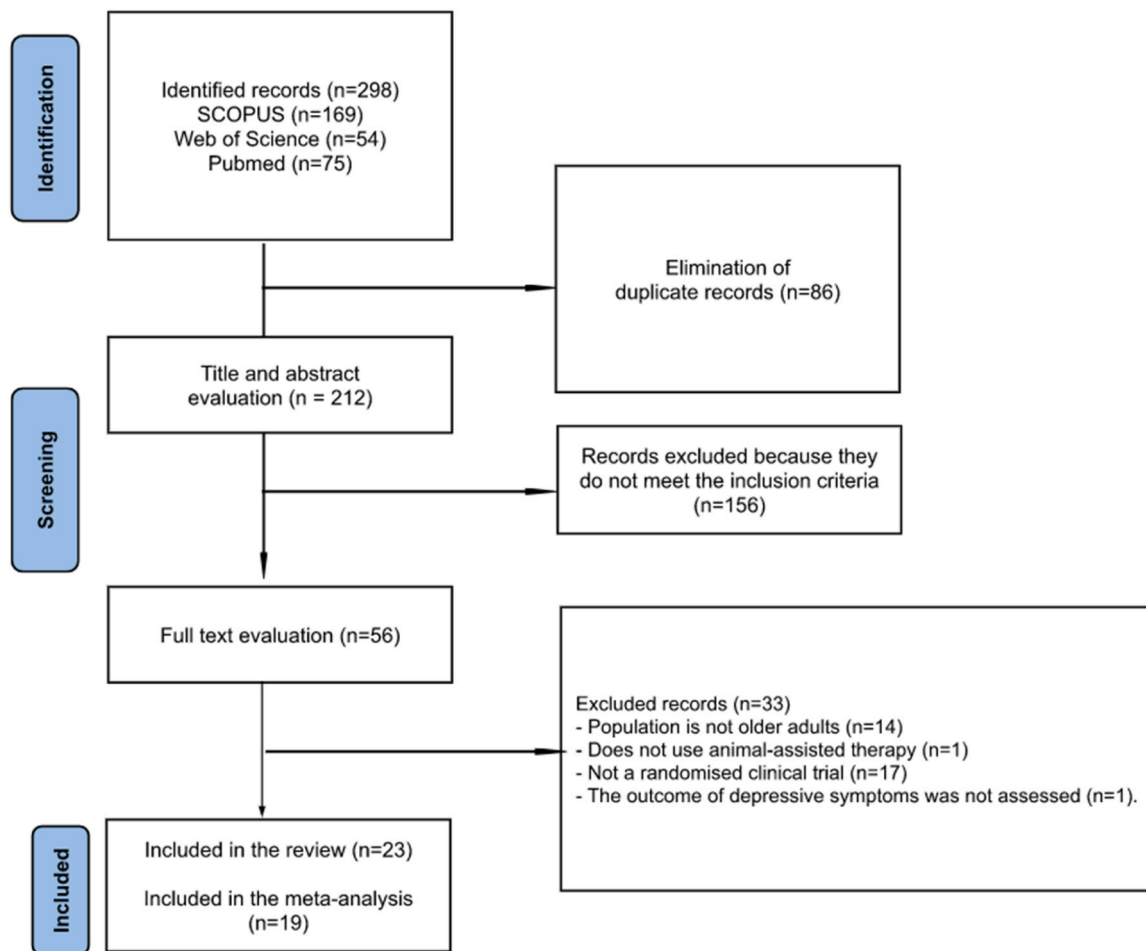 Identification
Identified records (n=298)
SCOPUS (n=169)
Web of Science (n=54)
Pubmed (n=75)
Elimination of
duplicate records (n=86)
Screening
Title and abstract
evaluation (n = 212)
Records excluded because they
do not meet the inclusion criteria
(n=156)
Full text evaluation (n=56)
Excluded records (n=33)
- Population is not older adults (n=14)
- Does not use animal-assisted therapy (n=1)
- Not a randomised clinical trial (n=17)
- The outcome of depressive symptoms was not assessed (n=1).
Included
Included in the review (n=23)
Included in the meta-analysis
(n=19)